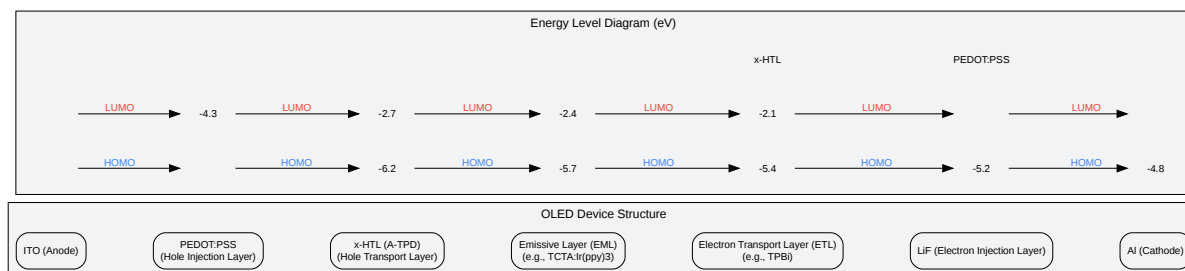 Energy Level Diagram (eV)
x-HTL PEDOT:PSS
LUMO -4.3 LUMO -2.7 LUMO -2.4 LUMO -2.1 LUMO LUMO
HOMO HOMO -6.2 HOMO -5.7 HOMO -5.4 HOMO -5.2 HOMO -4.8
OLED Device Structure
ITO (Anode)
PEDOT:PSS
(Hole Injection Layer)
x-HTL (A-TPD)
(Hole Transport Layer)
Emissive Layer (EML)
(e.g., TCTA:Ir(ppy)3)
Electron Transport Layer (ETL)
(e.g., TPBi)
LiF (Electron Injection Layer)
Al (Cathode)